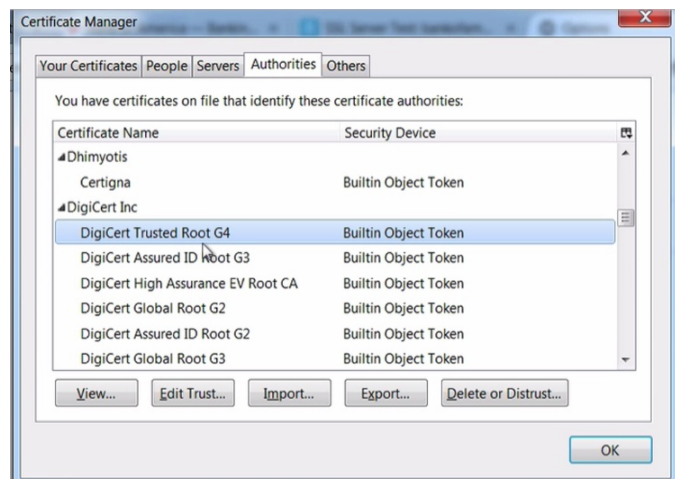 Certificate Manager
Your Certificates People Servers Authorities Others
You have certificates on file that identify these certificate authorities:
Certificate Name Security Device
Dhimyotis
Certigna Builtin Object Token
DigiCert Inc
DigiCert Trusted Root G4 Builtin Object Token
DigiCert Assured ID Root G3 Builtin Object Token
DigiCert High Assurance EV Root CA Builtin Object Token
DigiCert Global Root G2 Builtin Object Token
DigiCert Assured ID Root G2 Builtin Object Token
DigiCert Global Root G3 Builtin Object Token
View... Edit Trust... Import... Export... Delete or Distrust...
OK